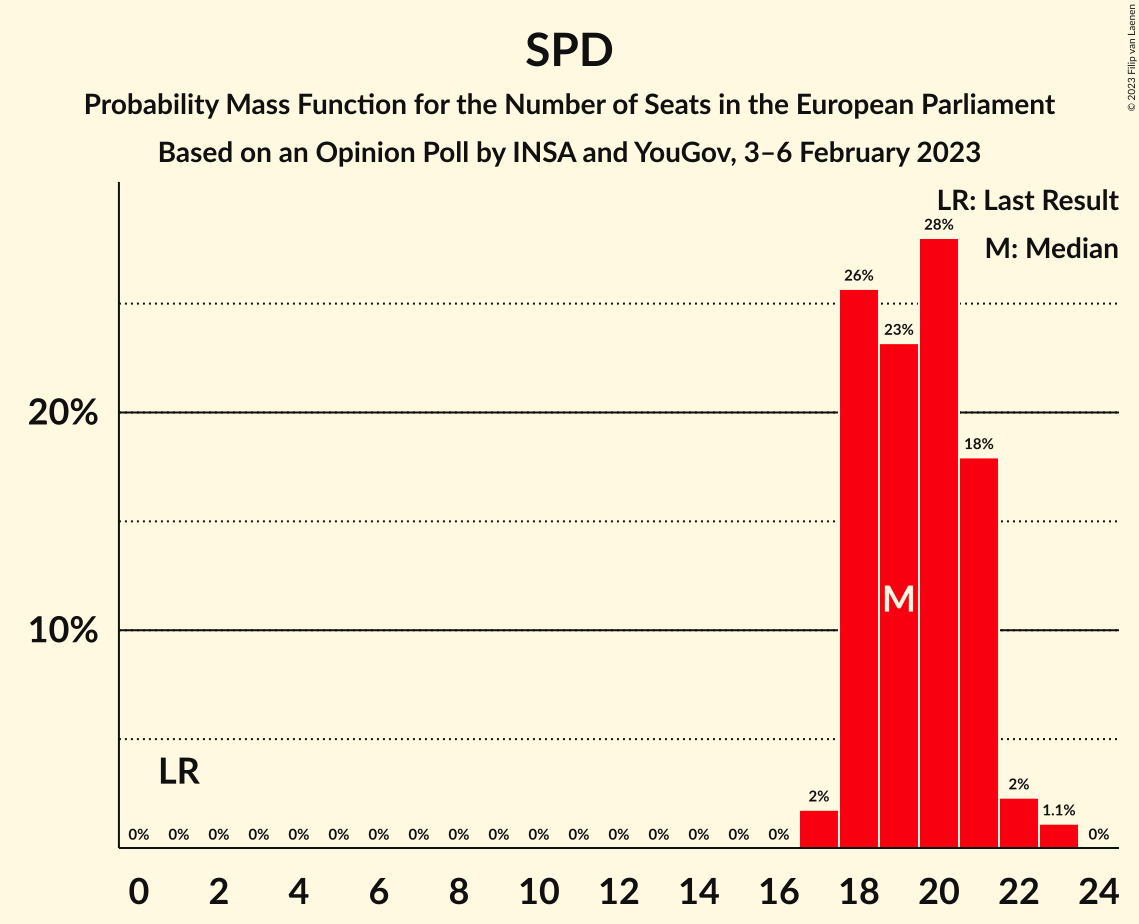 SPD
Probability Mass Function for the Number of Seats in the European Parliament
Based on an Opinion Poll by INSA and YouGov, 3–6 February 2023
© 2023 Filip van Laenen
LR: Last Result
M: Median
28%
26%
23%
20%
18%
M
10%
LR
0% 0% 0% 0% 0% 0% 0% 0% 0% 0% 0% 0% 0% 0% 0% 0% 0% 2% 2% 1.1% 0%
0 2 4 6 8 10 12 14 16 18 20 22 24